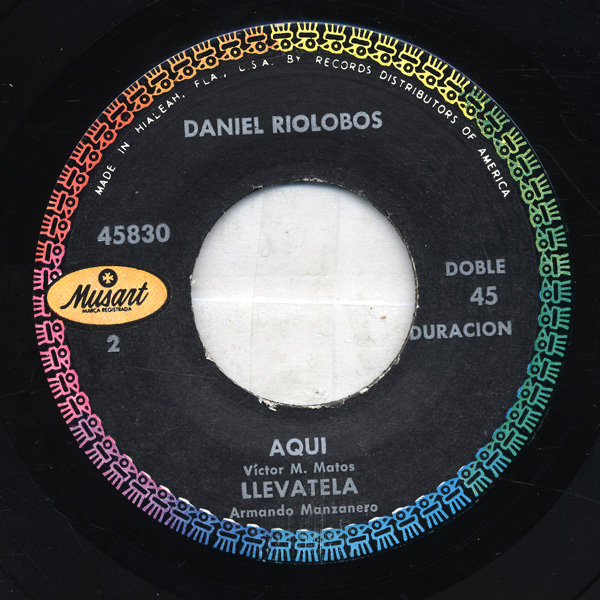 MADE IN HIALEAH, FLA., U.S.A. BY RECORDS DISTRIBUTORS OF AMERICA
DANIEL RIOLOBOS
45830
Musart
MARCA REGISTRADA
2
DOBLE
45
DURACION
AQUI
Víctor M. Matos
LLEVATELA
Armando Manzanero